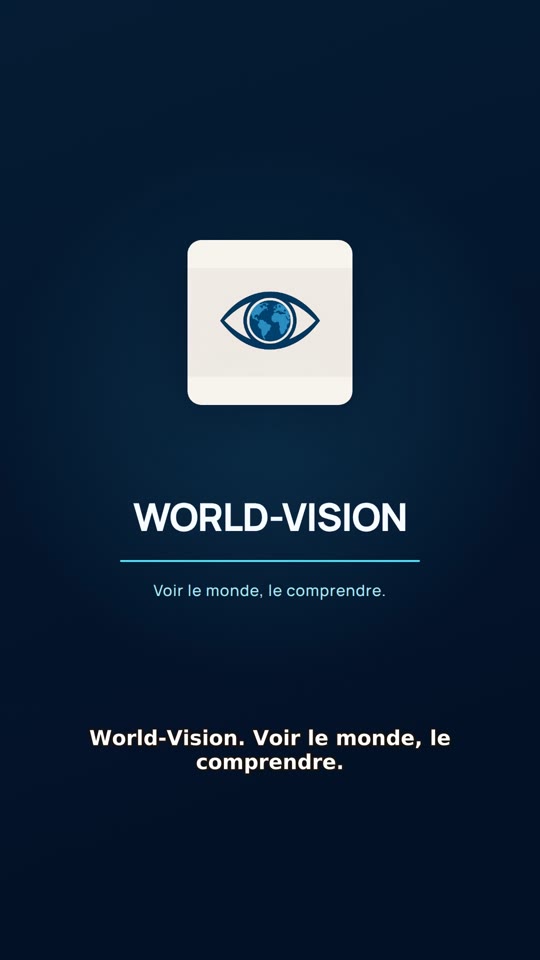 WORLD-VISION
Voir le monde, le comprendre.
World-Vision. Voir le monde, le
comprendre.